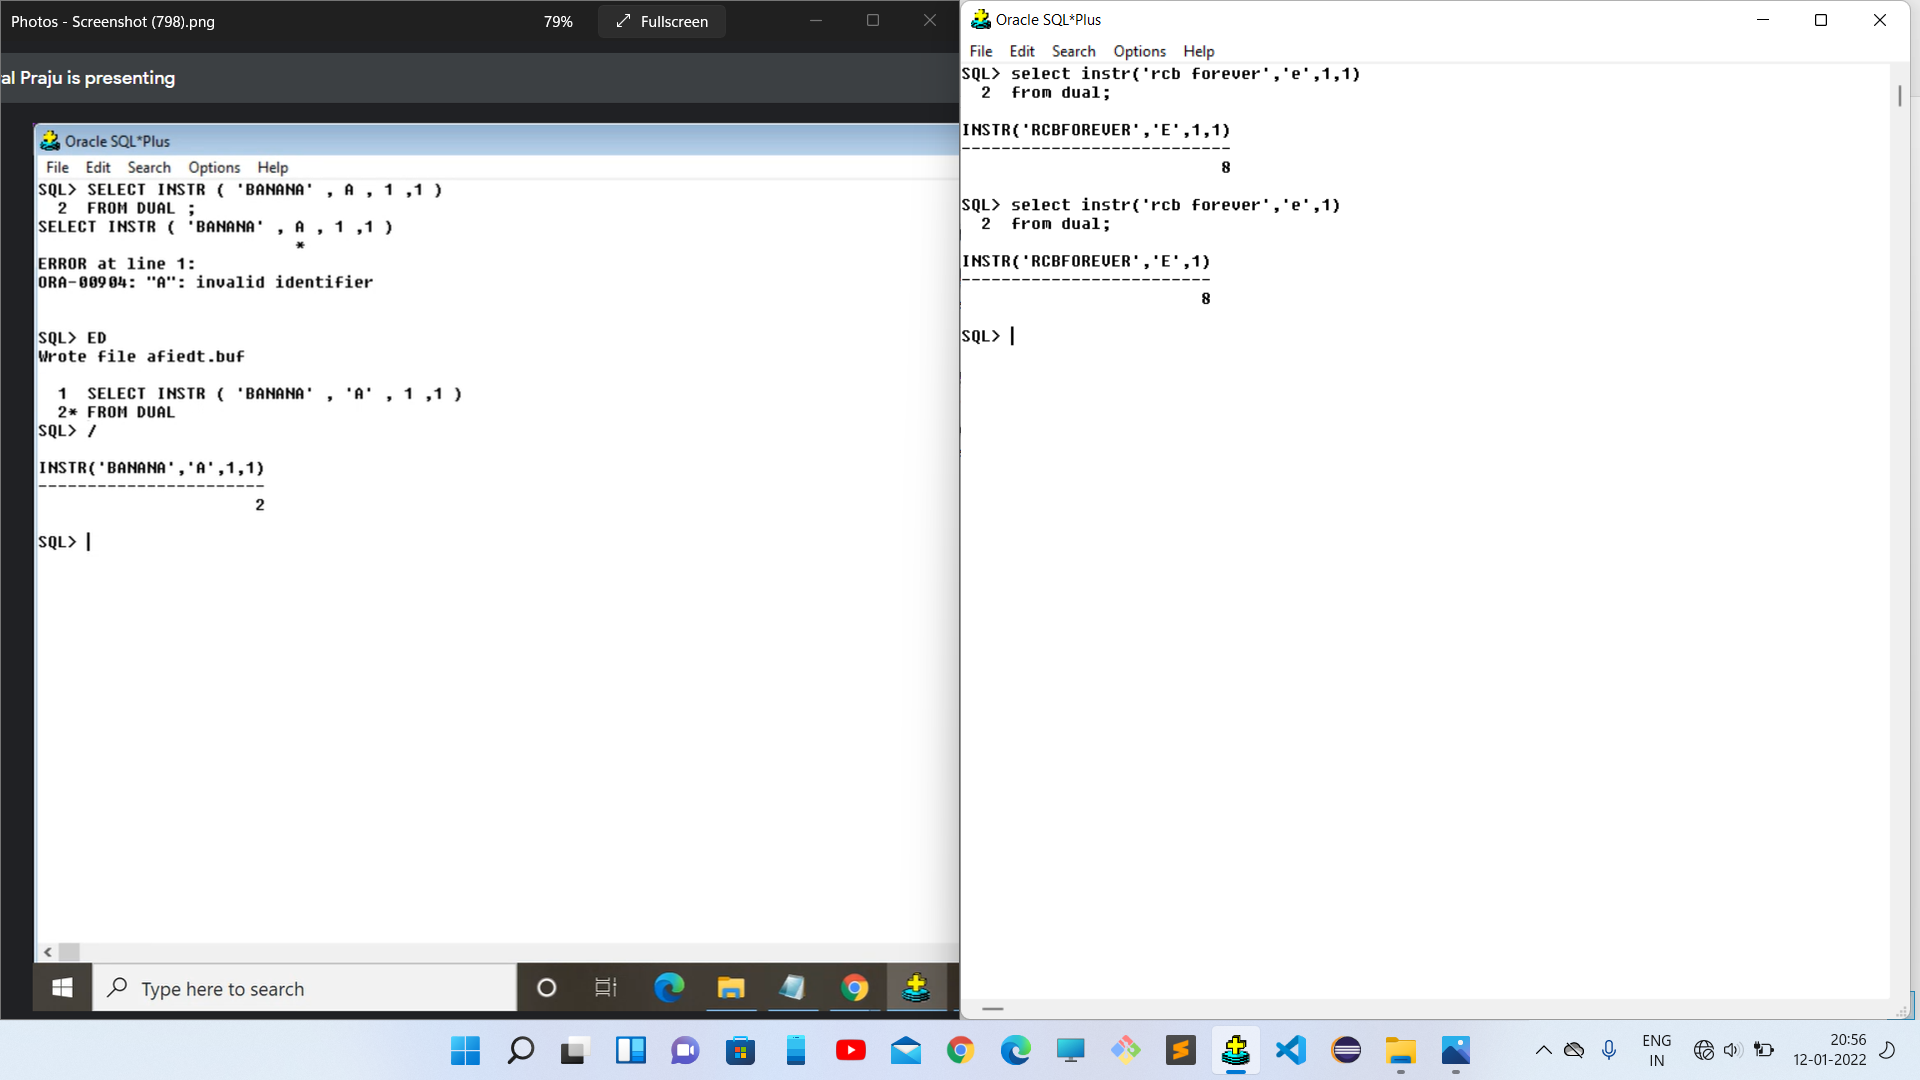 Photos - Screenshot (798).png
79%
Fullscreen
al Praju is presenting
Oracle SQL*Plus
File Edit Search Options Help
SQL> SELECT INSTR ( 'BANANA' , A , 1 ,1 )
2 FROM DUAL ;
SELECT INSTR ( 'BANANA' , A , 1 ,1 )
*
ERROR at line 1:
ORA-00904: "A": invalid identifier
SQL> ED
Wrote file afiedt.buf
1 SELECT INSTR ( 'BANANA' , 'A' , 1 ,1 )
2* FROM DUAL
SQL> /
INSTR('BANANA','A',1,1)
-----------------------
2
SQL>
Type here to search
Oracle SQL*Plus
File Edit Search Options Help
SQL> select instr('rcb forever','e',1,1)
2 from dual;
INSTR('RCBFOREVER','E',1,1)
---------------------------
8
SQL> select instr('rcb forever','e',1)
2 from dual;
INSTR('RCBFOREVER','E',1)
-------------------------
8
SQL>
ENG
IN
20:56
12-01-2022